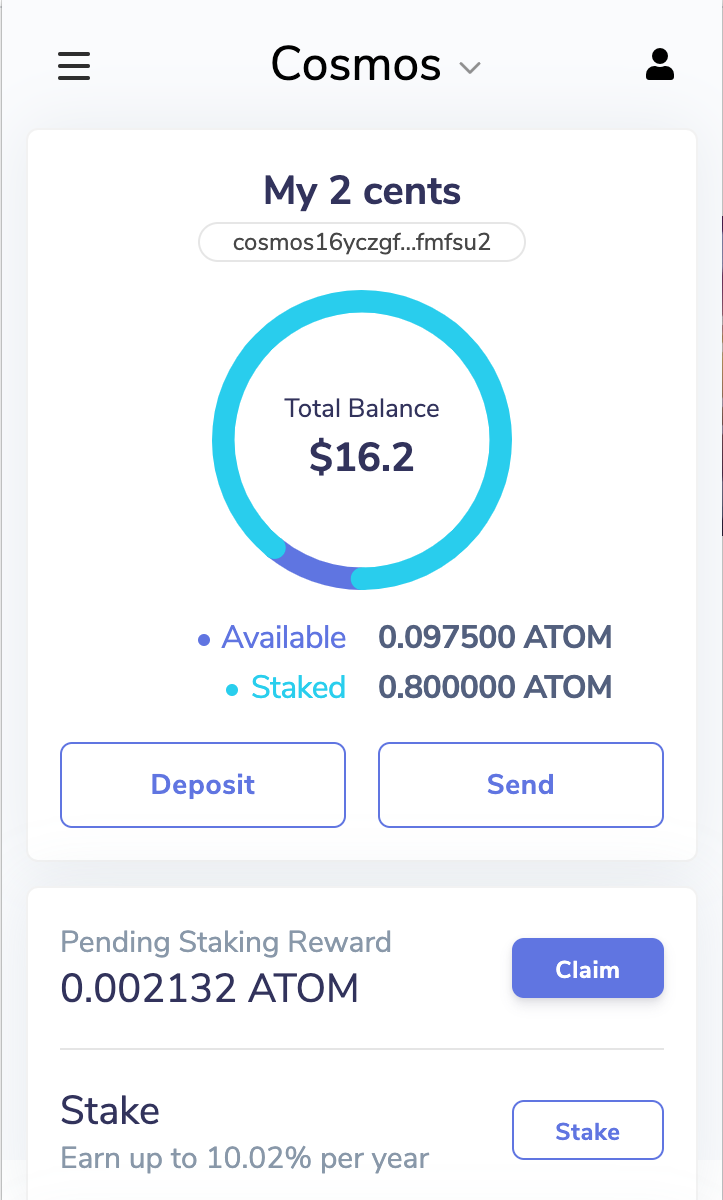 Cosmos
My 2 cents
cosmos16yczgf...fmfsu2
Total Balance
$16.2
Available 0.097500 ATOM
Staked 0.800000 ATOM
Deposit Send
Pending Staking Reward
0.002132 ATOM
Claim
Stake
Earn up to 10.02% per year
Stake